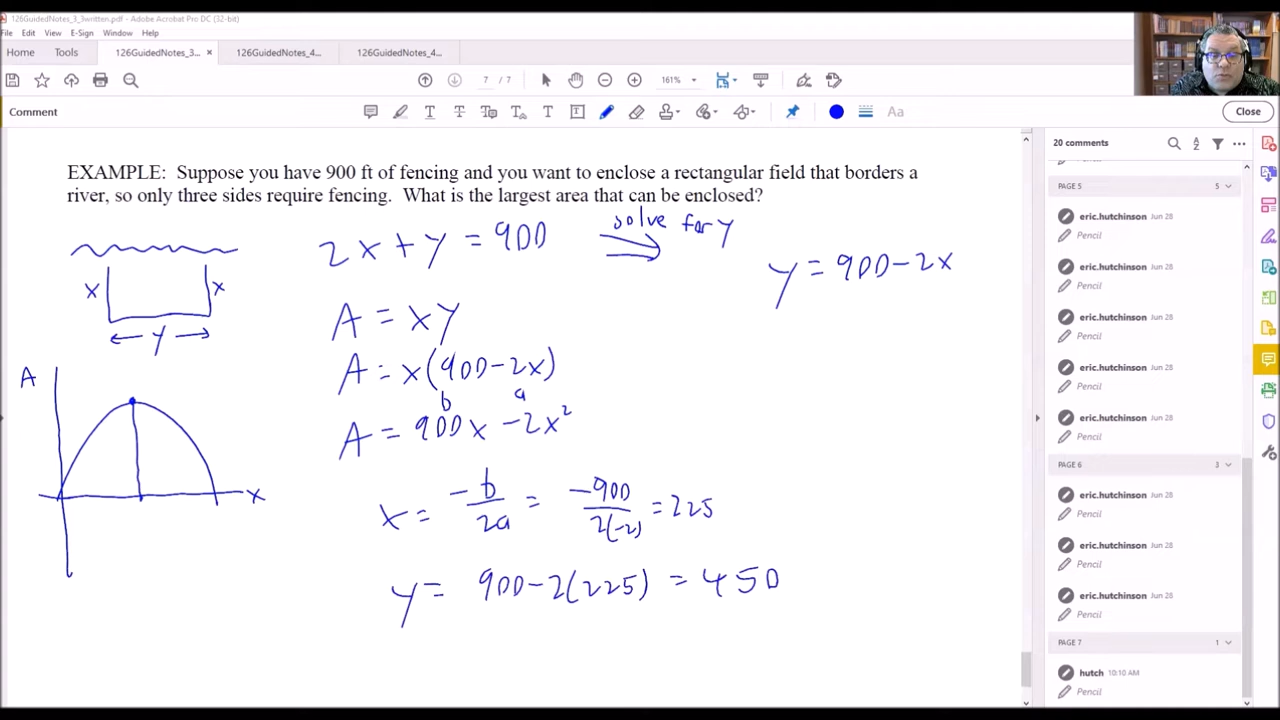 126GuidedNotes_3_3written.pdf - Adobe Acrobat Pro DC (32-bit)
File Edit View E-Sign Window Help
Home Tools 126GuidedNotes_3... × 126GuidedNotes_4... 126GuidedNotes_4...
7 / 7 161%
Comment Aa Close
EXAMPLE: Suppose you have 900 ft of fencing and you want to enclose a rectangular field that borders a
river, so only three sides require fencing. What is the largest area that can be enclosed?
2x + y = 900 solve for y
y = 900 - 2x
x x
y
A = xy
A = x(900 - 2x)
b a
A = 900x - 2x²
A
x
x = -b/2a = -900/2(-2) = 225
y = 900 - 2(225) = 450
20 comments
PAGE 5 5
eric.hutchinson Jun 28
Pencil
eric.hutchinson Jun 28
Pencil
eric.hutchinson Jun 28
Pencil
eric.hutchinson Jun 28
Pencil
eric.hutchinson Jun 28
Pencil
PAGE 6 3
eric.hutchinson Jun 28
Pencil
eric.hutchinson Jun 28
Pencil
eric.hutchinson Jun 28
Pencil
PAGE 7 1
hutch 10:10 AM
Pencil